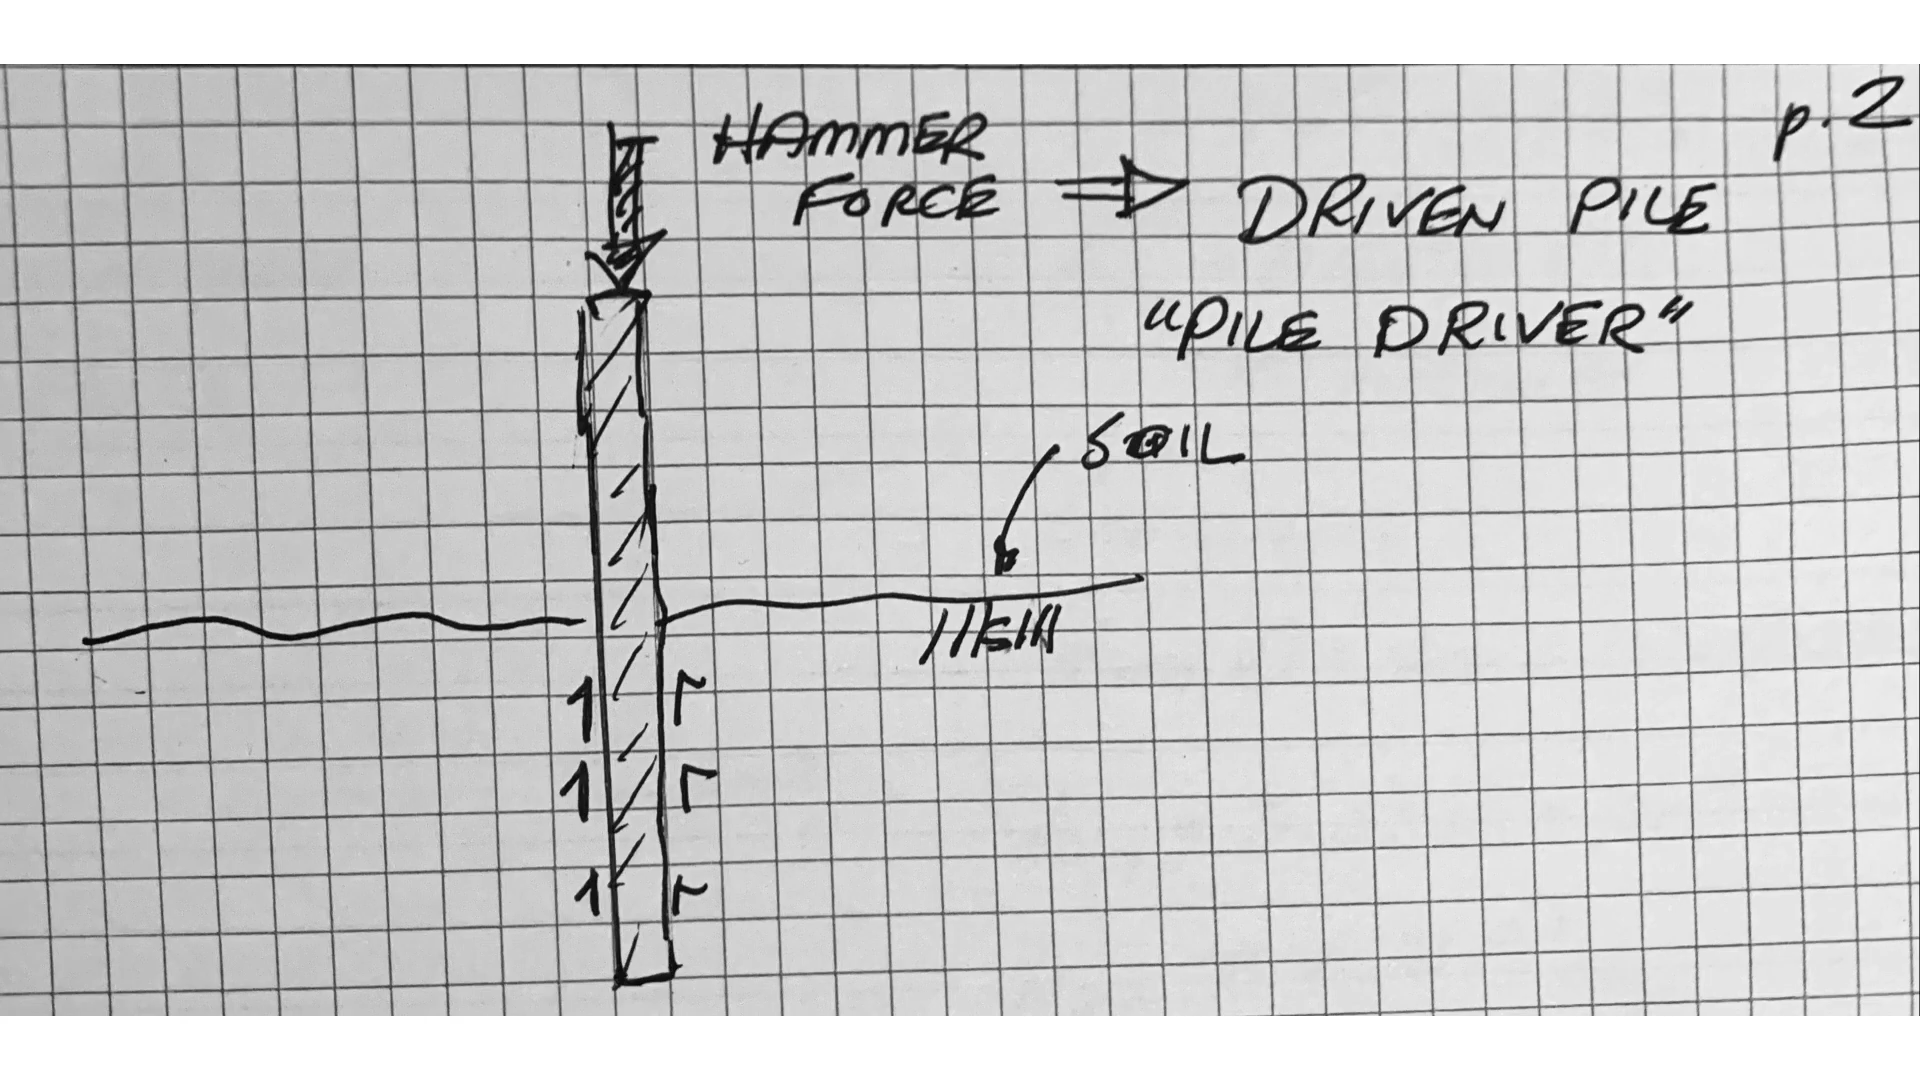 p. 2
HAMMER
FORCE ⇒ DRIVEN PILE
"PILE DRIVER"
SOIL